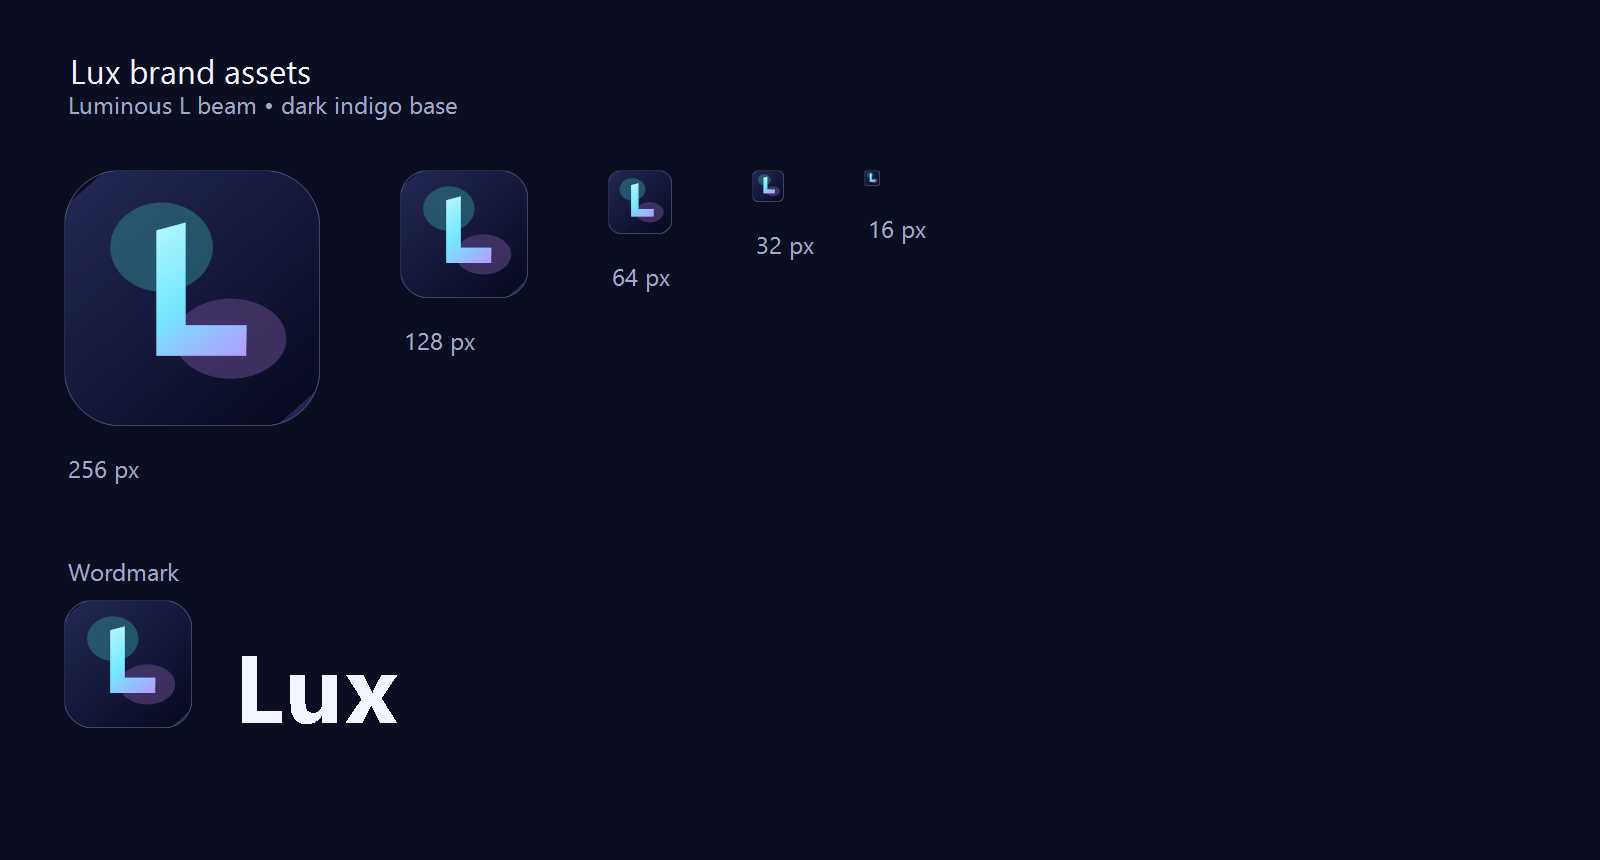 Lux brand assets
Luminous L beam • dark indigo base
L
L
L
L
L
256 px
128 px
64 px
32 px
16 px
Wordmark
L
Lux